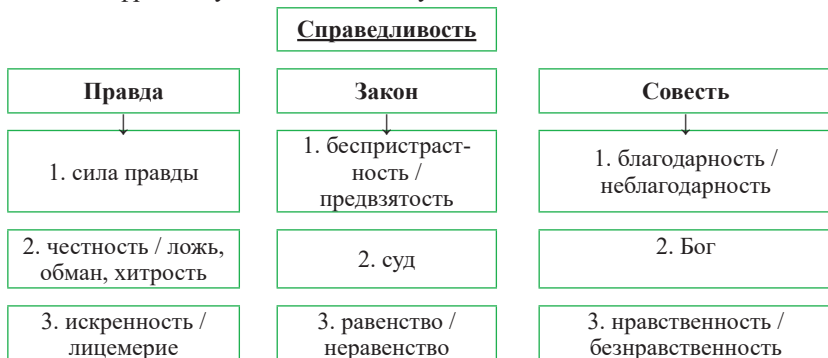 Справедливость
Правда
Закон
Совесть
1. сила правды
1. беспристраст-
ность /
предвзятость
1. благодарность /
неблагодарность
2. честность / ложь,
обман, хитрость
2. суд
2. Бог
3. искренность /
лицемерие
3. равенство /
неравенство
3. нравственность /
безнравственность